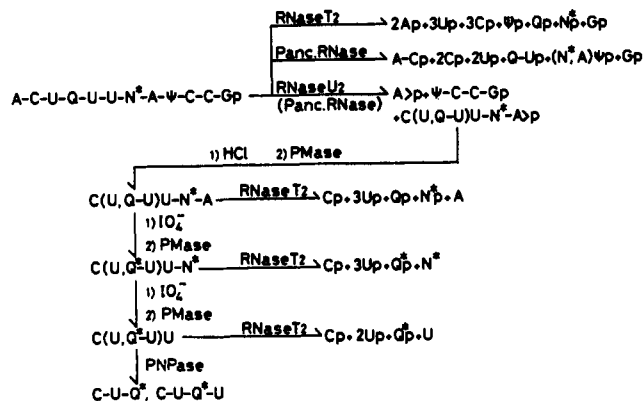 RNaseT2
2Ap+3Up+3Cp+Ψp+Qp+N*p+Gp
Panc.RNase
A-Cp+2Cp+2Up+Q-Up+(N*,A)Ψp+Gp
A-C-U-Q-U-U-N*-A-Ψ-C-C-Gp
RNaseU2
(Panc.RNase)
A>p+Ψ-C-C-Gp
+C(U,Q-U)U-N*-A>p
1) HCl 2) PMase
C(U,Q-U)U-N*-A
RNaseT2
Cp+3Up+Qp+N*p+A
1) IO4-
2) PMase
C(U,Q*-U)U-N*
RNaseT2
Cp+3Up+Q*p+N*
1) IO4-
2) PMase
C(U,Q*-U)U
RNaseT2
Cp+2Up+Q*p+U
PNPase
C-U-Q*, C-U-Q*-U